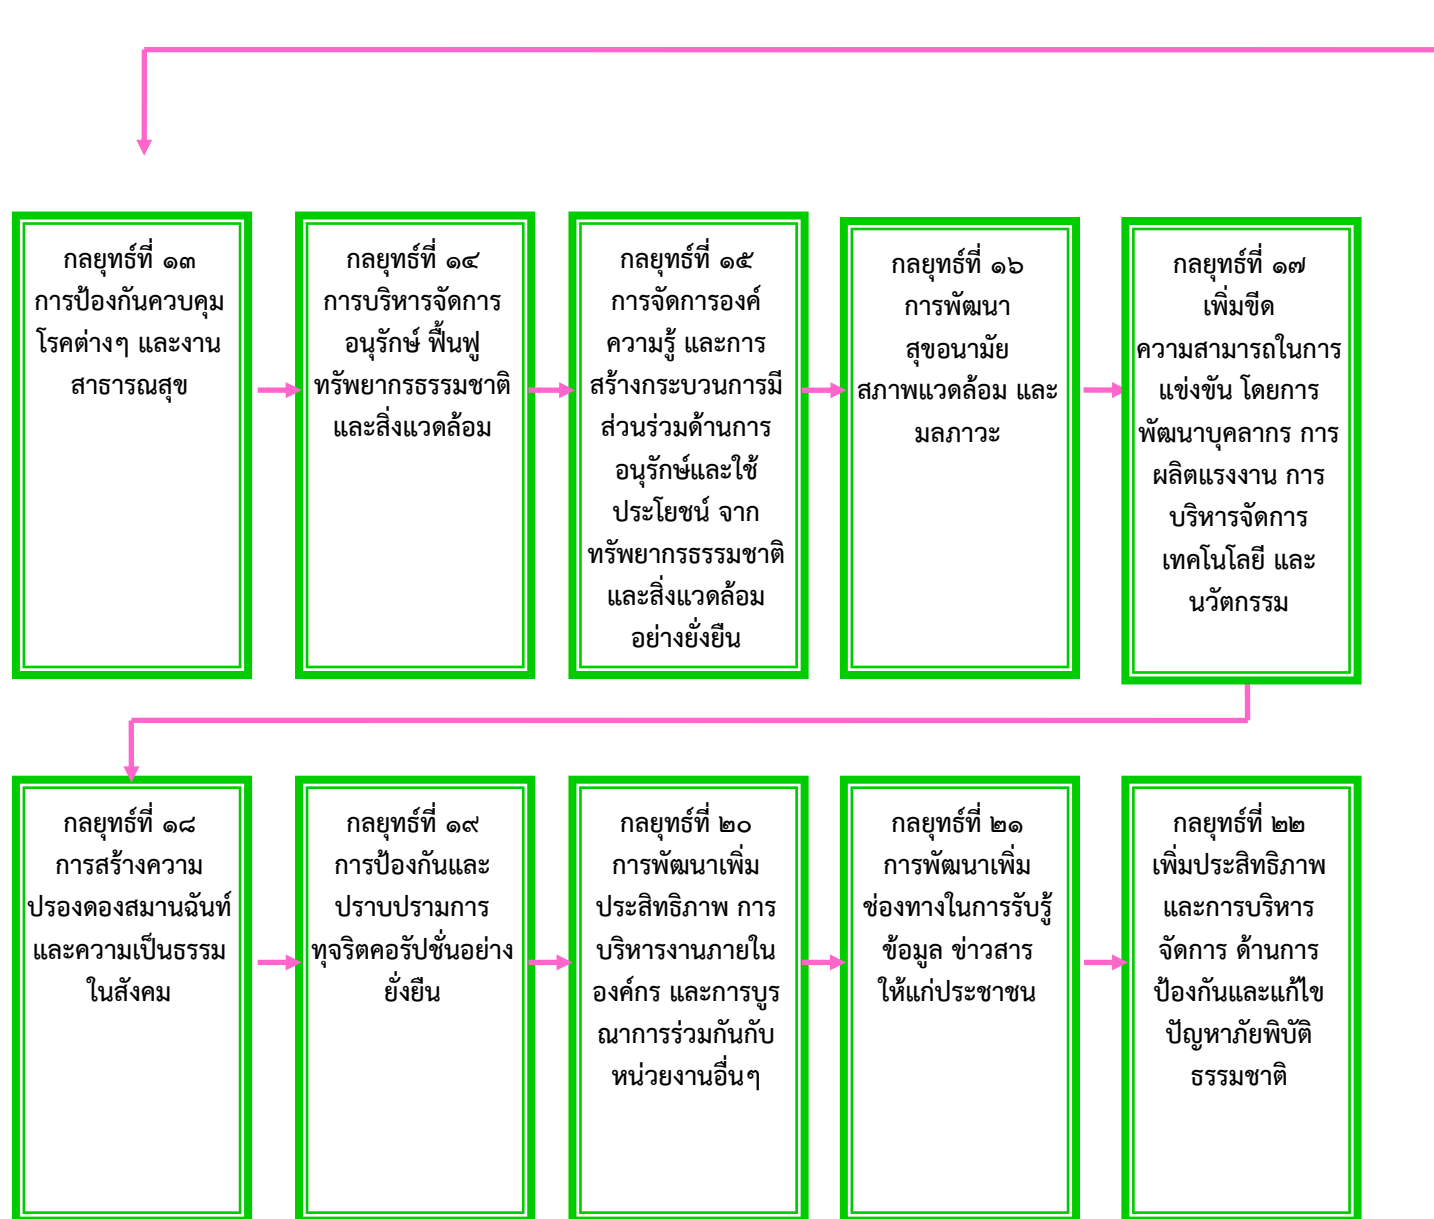 กลยุทธ์ที่ ๑๓
การป้องกันควบคุม
โรคต่างๆ และงาน
สาธารณสุข
กลยุทธ์ที่ ๑๔
การบริหารจัดการ
อนุรักษ์ ฟื้นฟู
ทรัพยากรธรรมชาติ
และสิ่งแวดล้อม
กลยุทธ์ที่ ๑๕
การจัดการองค์
ความรู้ และการ
สร้างกระบวนการมี
ส่วนร่วมด้านการ
อนุรักษ์และใช้
ประโยชน์ จาก
ทรัพยากรธรรมชาติ
และสิ่งแวดล้อม
อย่างยั่งยืน
กลยุทธ์ที่ ๑๖
การพัฒนา
สุขอนามัย
สภาพแวดล้อม และ
มลภาวะ
กลยุทธ์ที่ ๑๗
เพิ่มขีด
ความสามารถในการ
แข่งขัน โดยการ
พัฒนาบุคลากร การ
ผลิตแรงงาน การ
บริหารจัดการ
เทคโนโลยี และ
นวัตกรรม
กลยุทธ์ที่ ๑๘
การสร้างความ
ปรองดองสมานฉันท์
และความเป็นธรรม
ในสังคม
กลยุทธ์ที่ ๑๙
การป้องกันและ
ปราบปรามการ
ทุจริตคอรัปชั่นอย่าง
ยั่งยืน
กลยุทธ์ที่ ๒๐
การพัฒนาเพิ่ม
ประสิทธิภาพ การ
บริหารงานภายใน
องค์กร และการบูร
ณาการร่วมกันกับ
หน่วยงานอื่นๆ
กลยุทธ์ที่ ๒๑
การพัฒนาเพิ่ม
ช่องทางในการรับรู้
ข้อมูล ข่าวสาร
ให้แก่ประชาชน
กลยุทธ์ที่ ๒๒
เพิ่มประสิทธิภาพ
และการบริหาร
จัดการ ด้านการ
ป้องกันและแก้ไข
ปัญหาภัยพิบัติ
ธรรมชาติ